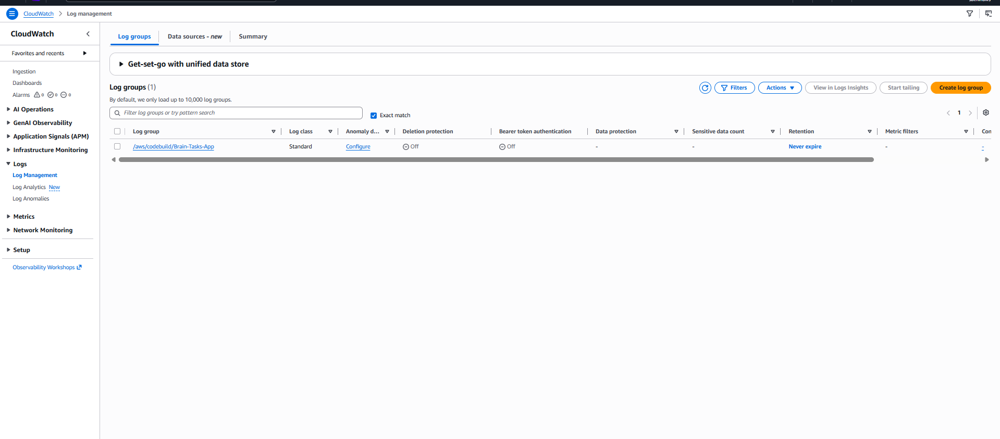 CloudWatch > Log management
CloudWatch
Favorites and recents
Ingestion
Dashboards
Alarms 0 0 0
AI Operations
GenAI Observability
Application Signals (APM)
Infrastructure Monitoring
Logs
Log Management
Log Analytics New
Log Anomalies
Metrics
Network Monitoring
Setup
Observability Workshops
Log groups Data sources - new Summary
Get-set-go with unified data store
Log groups (1)
Filters Actions View in Logs Insights Start tailing Create log group
By default, we only load up to 10,000 log groups.
Filter log groups or try pattern search
Exact match
1
Log group Log class Anomaly d... Deletion protection Bearer token authentication Data protection Sensitive data count Retention Metric filters Con
/aws/codebuild/Brain-Tasks-App Standard Configure Off Off - - Never expire - -